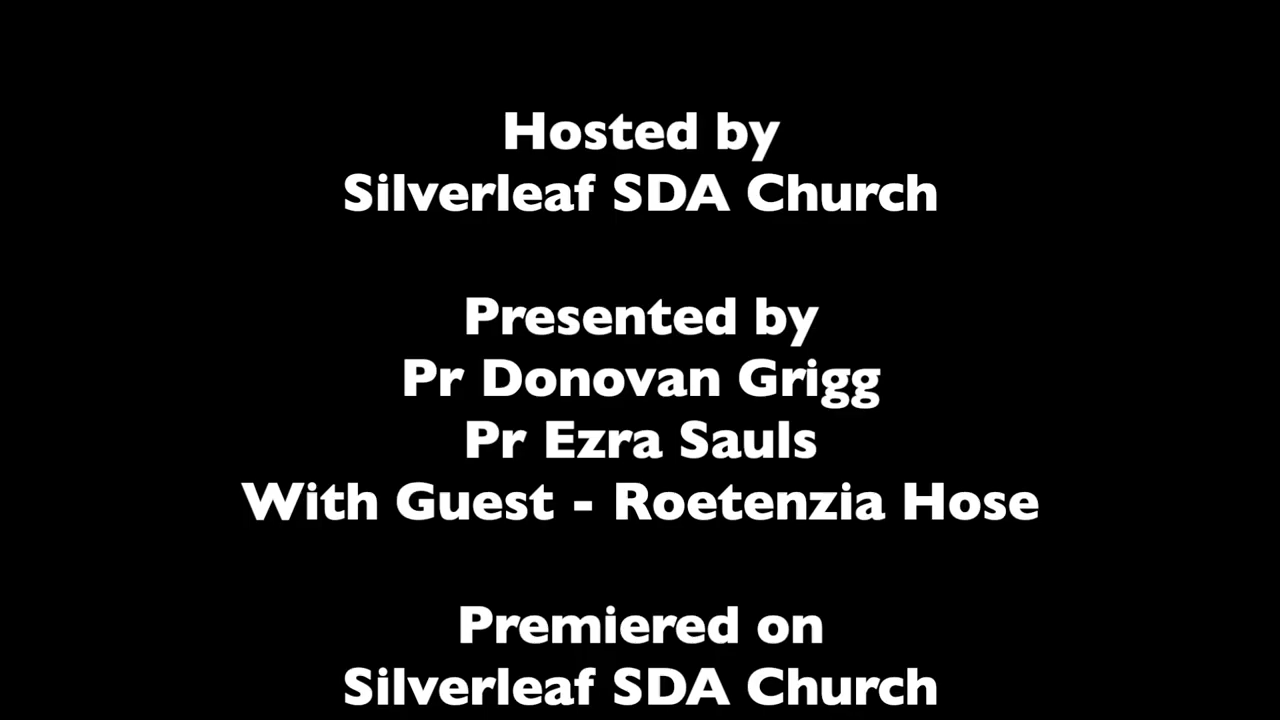 Hosted by
Silverleaf SDA Church
Presented by
Pr Donovan Grigg
Pr Ezra Sauls
With Guest - Roetenzia Hose
Premiered on
Silverleaf SDA Church